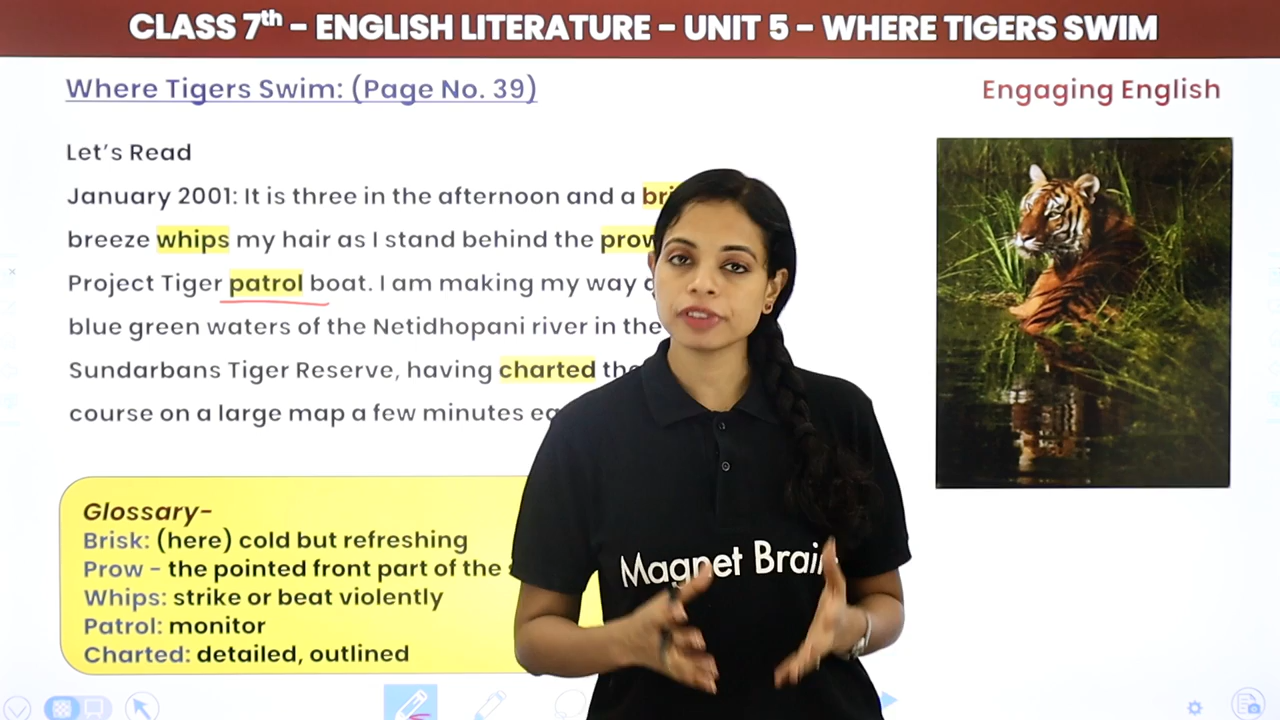 CLASS 7th - ENGLISH LITERATURE - UNIT 5 - WHERE TIGERS SWIM
Where Tigers Swim: (Page No. 39)
Engaging English
Let's Read
January 2001: It is three in the afternoon and a
breeze whips my hair as I stand behind the
Project Tiger patrol boat. I am making my way
blue green waters of the Netidhopani river in the
Sundarbans Tiger Reserve, having charted
course on a large map a few minutes
Glossary-
Brisk: (here) cold but refreshing
Prow - the pointed front part of the
Whips: strike or beat violently
Patrol: monitor
Charted: detailed, outlined
Magnet Brain